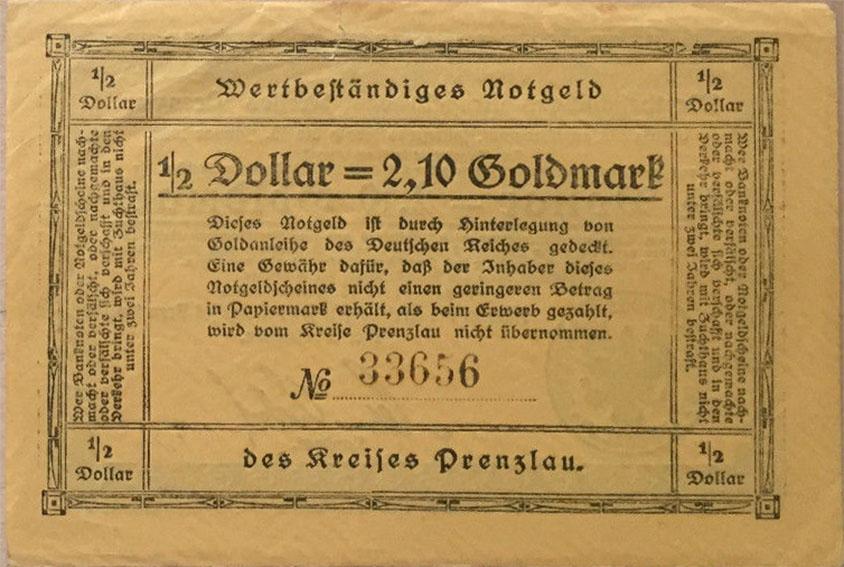 1/2 Dollar
Wertbeständiges Notgeld
1/2 Dollar
Wer Banknoten oder Notgeldscheine nach-
macht oder verfälscht, oder nachgemachte
oder verfälschte sich verschafft und in den
Verkehr bringt, wird mit Zuchthaus nicht
unter zwei Jahren bestraft.
1/2 Dollar = 2,10 Goldmark
Dieses Notgeld ist durch Hinterlegung von
Goldanleihe des Deutschen Reiches gedeckt.
Eine Gewähr dafür, daß der Inhaber dieses
Notgeldscheines nicht einen geringeren Betrag
in Papiermark erhält, als beim Erwerb gezahlt,
wird vom Kreise Prenzlau nicht übernommen.
№ 33656
Wer Banknoten oder Notgeldscheine nach-
macht oder verfälscht, oder nachgemachte
oder verfälschte sich verschafft und in den
Verkehr bringt, wird mit Zuchthaus nicht
unter zwei Jahren bestraft.
1/2 Dollar
des Kreises Prenzlau.
1/2 Dollar